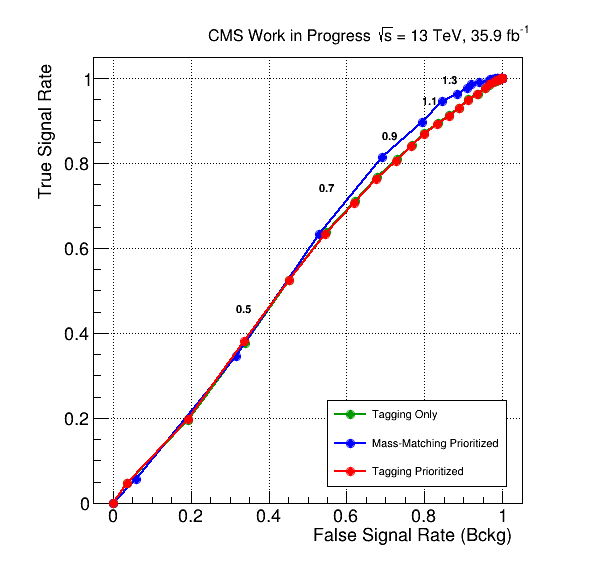 CMS Work in Progress √s = 13 TeV, 35.9 fb⁻¹
True Signal Rate
1
0.8
0.6
0.4
0.2
0
1.3
1.1
0.9
0.7
0.5
Tagging Only
Mass-Matching Prioritized
Tagging Prioritized
0 0.2 0.4 0.6 0.8 1
False Signal Rate (Bckg)